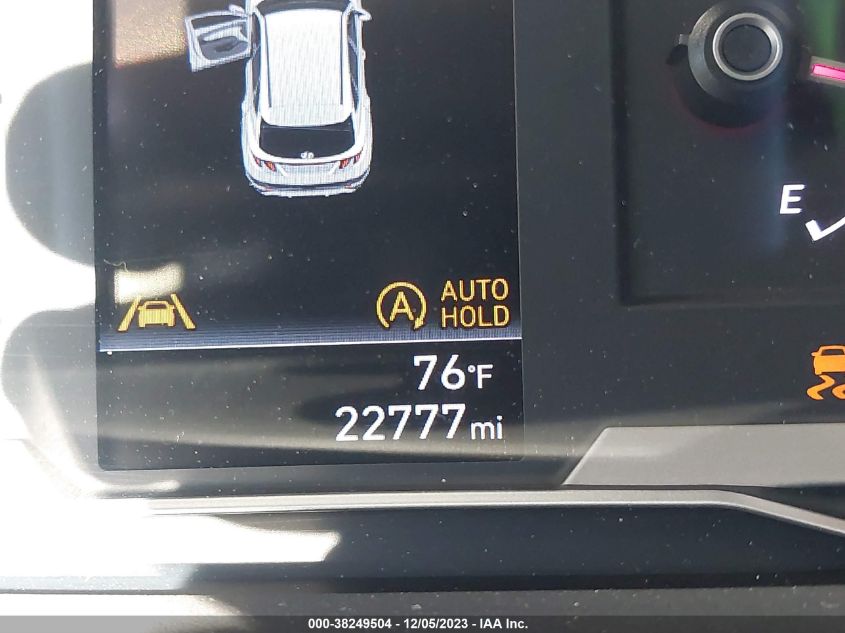 E
A
AUTO
HOLD
76°F
22777 mi
000-38249504 - 12/05/2023 - IAA Inc.